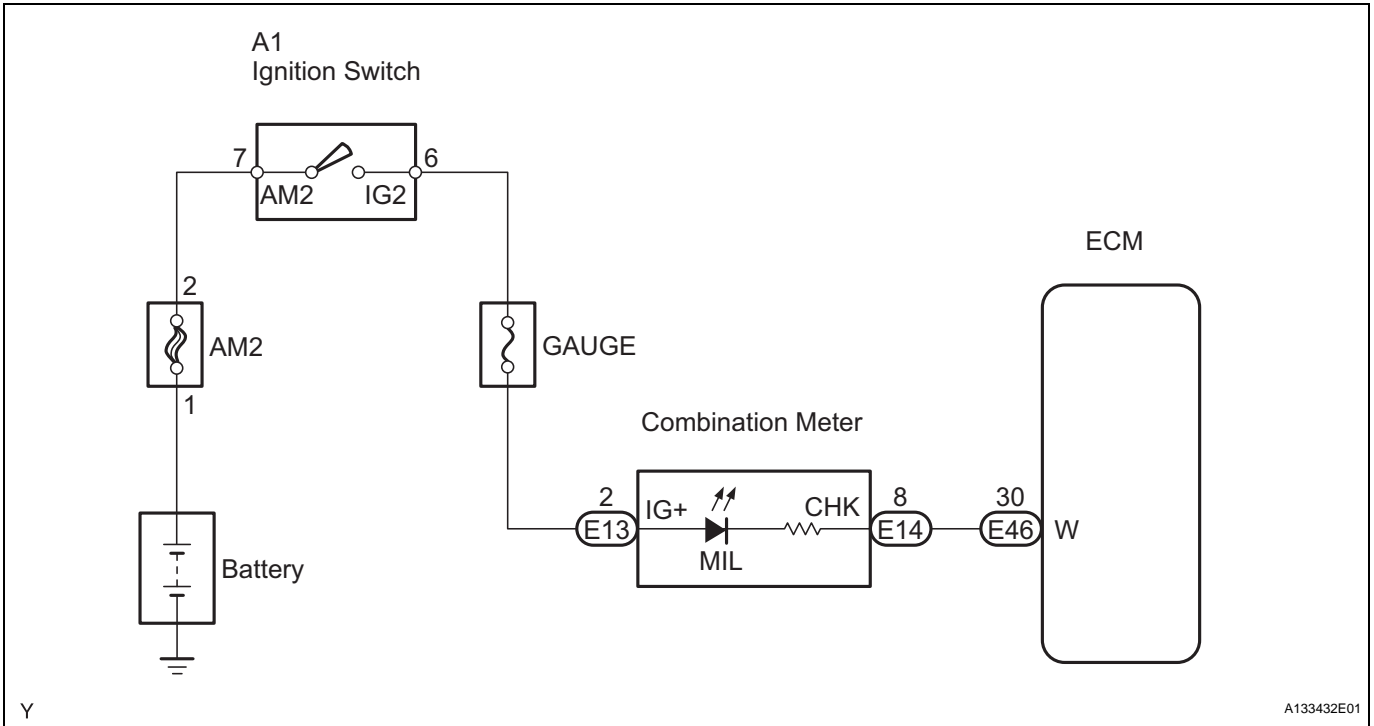 A1
Ignition Switch
7
6
AM2
IG2
ECM
2
AM2
GAUGE
1
Combination Meter
2
IG+
CHK
8
30
E13
E14
E46
W
MIL
Battery
Y
A133432E01